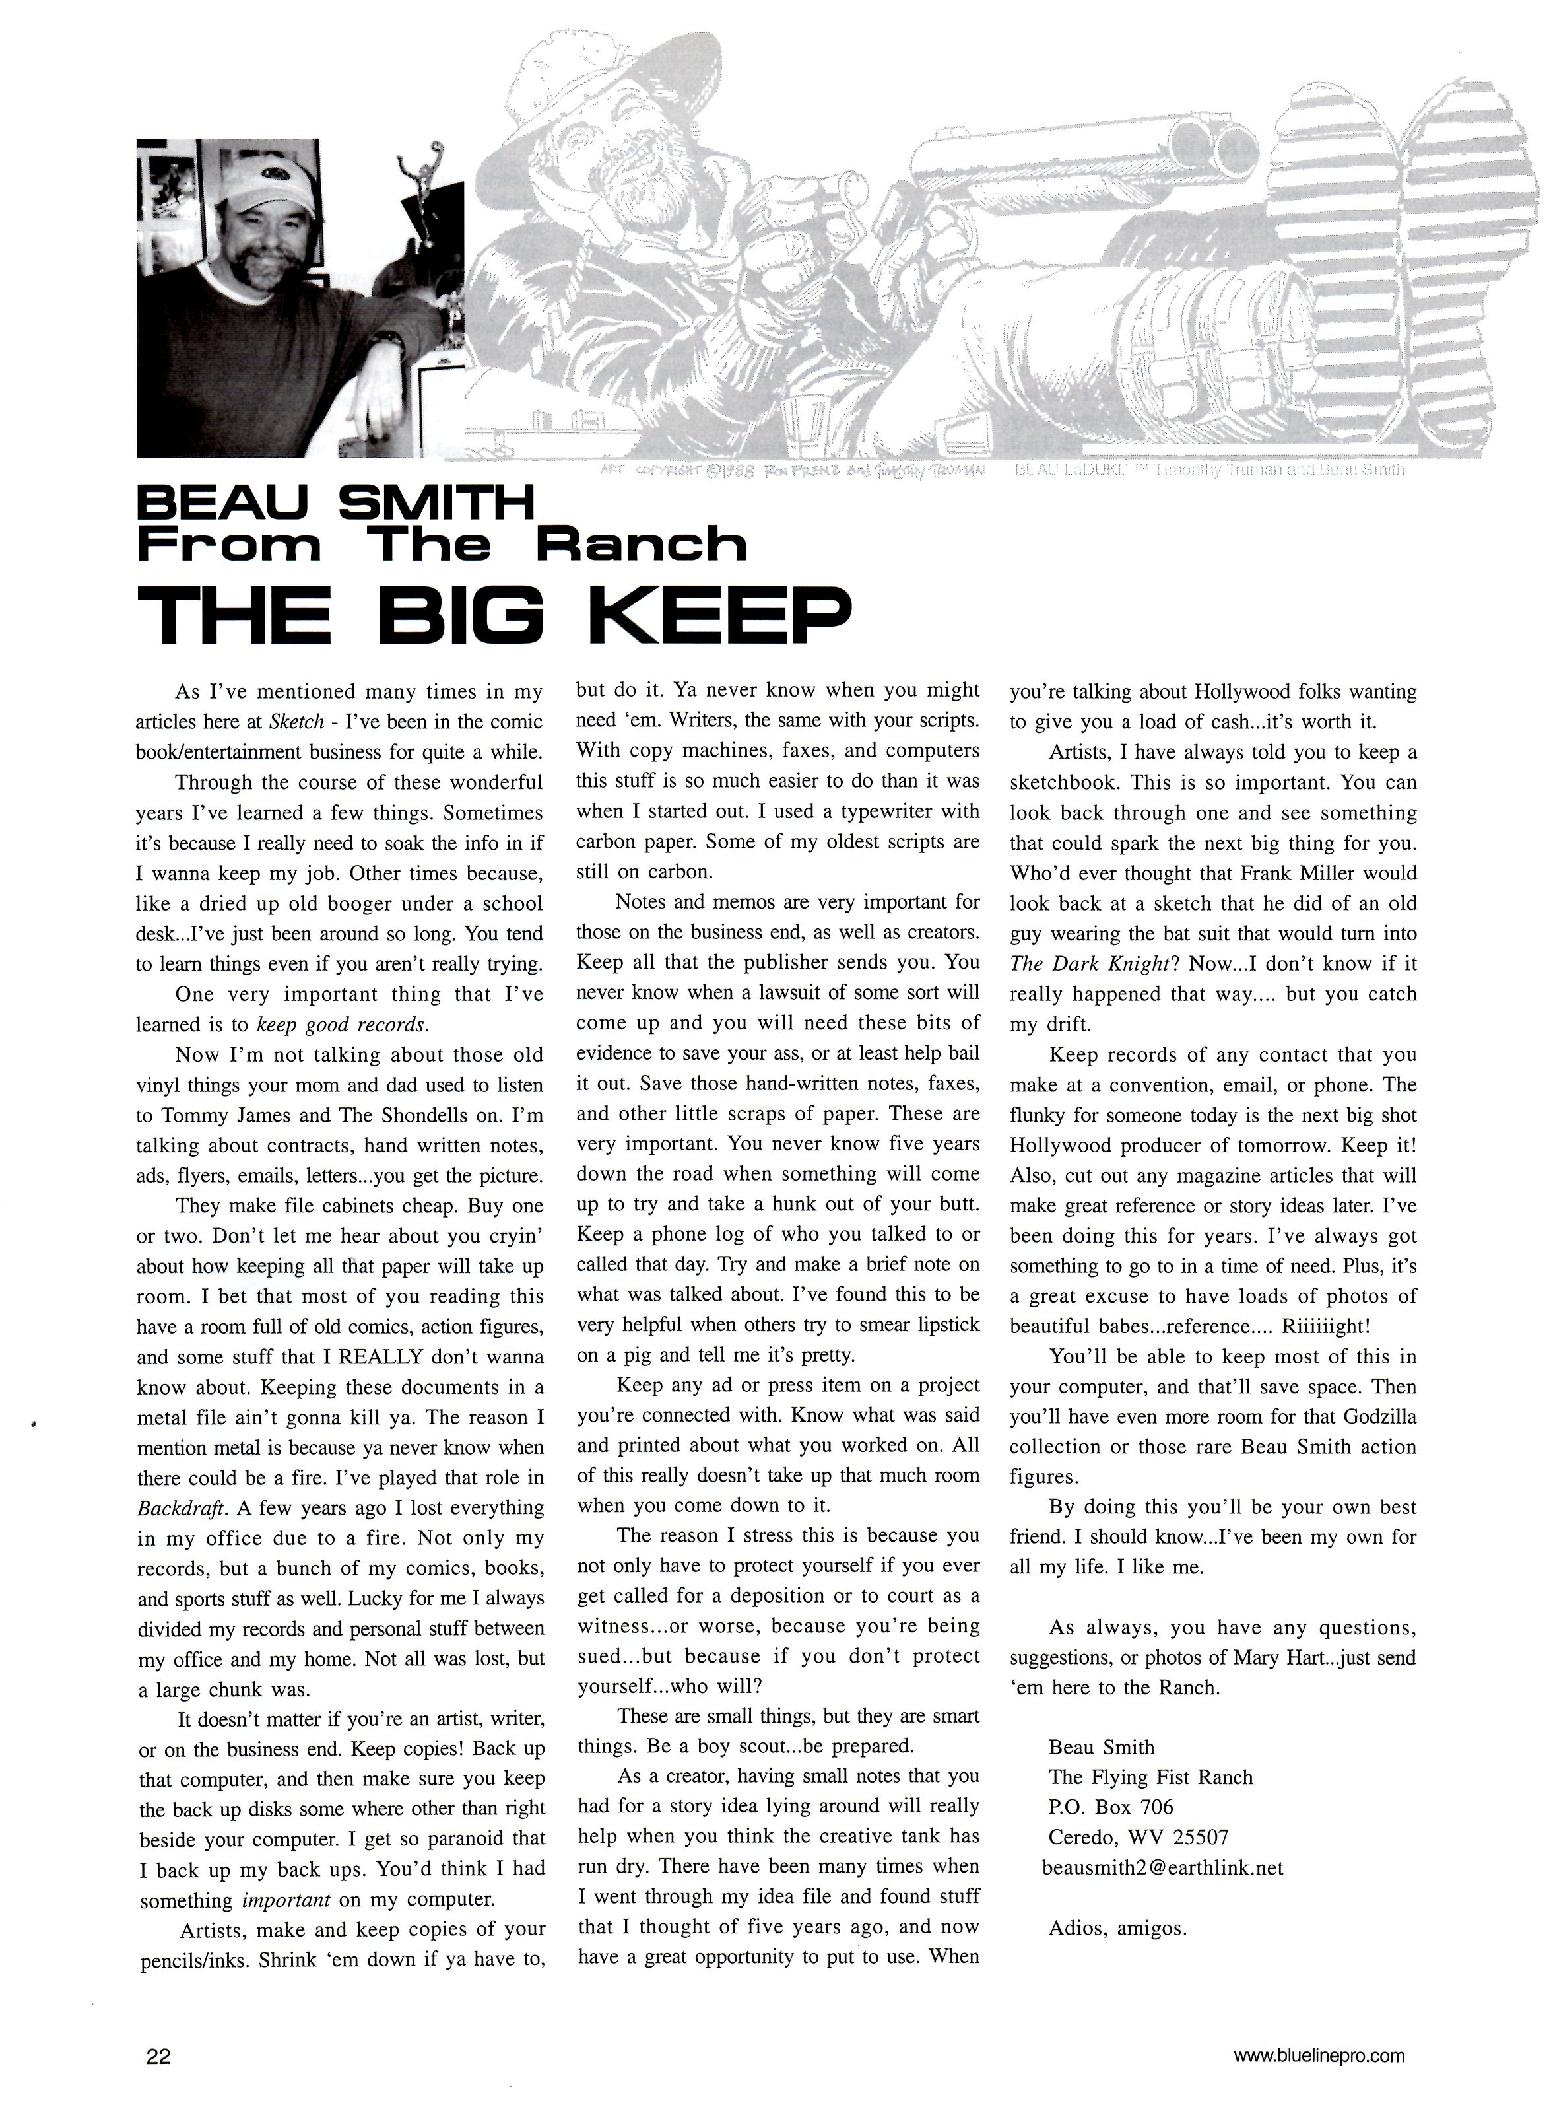 ART COPYRIGHT ©1988 RON FRENZ AND TIMOTHY TRUMAN
BEAU LaDUKE ™ Timothy Truman and Beau Smith
BEAU SMITH
From The Ranch
THE BIG KEEP
As I've mentioned many times in my
articles here at Sketch - I've been in the comic
book/entertainment business for quite a while.
Through the course of these wonderful
years I've learned a few things. Sometimes
it's because I really need to soak the info in if
I wanna keep my job. Other times because,
like a dried up old booger under a school
desk...I've just been around so long. You tend
to learn things even if you aren't really trying.
One very important thing that I've
learned is to keep good records.
Now I'm not talking about those old
vinyl things your mom and dad used to listen
to Tommy James and The Shondells on. I'm
talking about contracts, hand written notes,
ads, flyers, emails, letters...you get the picture.
They make file cabinets cheap. Buy one
or two. Don't let me hear about you cryin'
about how keeping all that paper will take up
room. I bet that most of you reading this
have a room full of old comics, action figures,
and some stuff that I REALLY don't wanna
know about. Keeping these documents in a
metal file ain't gonna kill ya. The reason I
mention metal is because ya never know when
there could be a fire. I've played that role in
Backdraft. A few years ago I lost everything
in my office due to a fire. Not only my
records, but a bunch of my comics, books,
and sports stuff as well. Lucky for me I always
divided my records and personal stuff between
my office and my home. Not all was lost, but
a large chunk was.
It doesn't matter if you're an artist, writer,
or on the business end. Keep copies! Back up
that computer, and then make sure you keep
the back up disks some where other than right
beside your computer. I get so paranoid that
I back up my back ups. You'd think I had
something important on my computer.
Artists, make and keep copies of your
pencils/inks. Shrink 'em down if ya have to,
but do it. Ya never know when you might
need 'em. Writers, the same with your scripts.
With copy machines, faxes, and computers
this stuff is so much easier to do than it was
when I started out. I used a typewriter with
carbon paper. Some of my oldest scripts are
still on carbon.
Notes and memos are very important for
those on the business end, as well as creators.
Keep all that the publisher sends you. You
never know when a lawsuit of some sort will
come up and you will need these bits of
evidence to save your ass, or at least help bail
it out. Save those hand-written notes, faxes,
and other little scraps of paper. These are
very important. You never know five years
down the road when something will come
up to try and take a hunk out of your butt.
Keep a phone log of who you talked to or
called that day. Try and make a brief note on
what was talked about. I've found this to be
very helpful when others try to smear lipstick
on a pig and tell me it's pretty.
Keep any ad or press item on a project
you're connected with. Know what was said
and printed about what you worked on. All
of this really doesn't take up that much room
when you come down to it.
The reason I stress this is because you
not only have to protect yourself if you ever
get called for a deposition or to court as a
witness...or worse, because you're being
sued...but because if you don't protect
yourself...who will?
These are small things, but they are smart
things. Be a boy scout...be prepared.
As a creator, having small notes that you
had for a story idea lying around will really
help when you think the creative tank has
run dry. There have been many times when
I went through my idea file and found stuff
that I thought of five years ago, and now
have a great opportunity to put to use. When
you're talking about Hollywood folks wanting
to give you a load of cash...it's worth it.
Artists, I have always told you to keep a
sketchbook. This is so important. You can
look back through one and see something
that could spark the next big thing for you.
Who'd ever thought that Frank Miller would
look back at a sketch that he did of an old
guy wearing the bat suit that would turn into
The Dark Knight? Now...I don't know if it
really happened that way.... but you catch
my drift.
Keep records of any contact that you
make at a convention, email, or phone. The
flunky for someone today is the next big shot
Hollywood producer of tomorrow. Keep it!
Also, cut out any magazine articles that will
make great reference or story ideas later. I've
been doing this for years. I've always got
something to go to in a time of need. Plus, it's
a great excuse to have loads of photos of
beautiful babes...reference.... Riiiiiight!
You'll be able to keep most of this in
your computer, and that'll save space. Then
you'll have even more room for that Godzilla
collection or those rare Beau Smith action
figures.
By doing this you'll be your own best
friend. I should know...I've been my own for
all my life. I like me.
As always, you have any questions,
suggestions, or photos of Mary Hart...just send
'em here to the Ranch.
Beau Smith
The Flying Fist Ranch
P.O. Box 706
Ceredo, WV 25507
beausmith2@earthlink.net
Adios, amigos.
22
www.bluelinepro.com